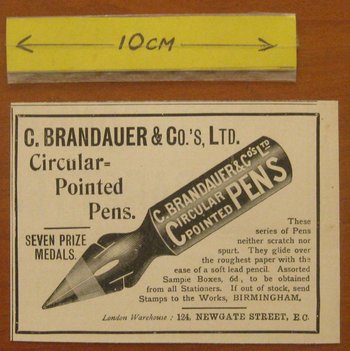 10CM
C. BRANDAUER & CO.'S, LTD.
Circular=
Pointed
Pens.
SEVEN PRIZE
MEDALS.
C. BRANDAUER & CO'S LTD
CIRCULAR
POINTED
PENS
These
series of Pens
neither scratch nor
spurt. They glide over
the roughest paper with the
ease of a soft lead pencil. Assorted
Sample Boxes, 6d., to be obtained
from all Stationers. If out of stock, send
Stamps to the Works, BIRMINGHAM,
London Warehouse: 124, NEWGATE STREET, E.C.